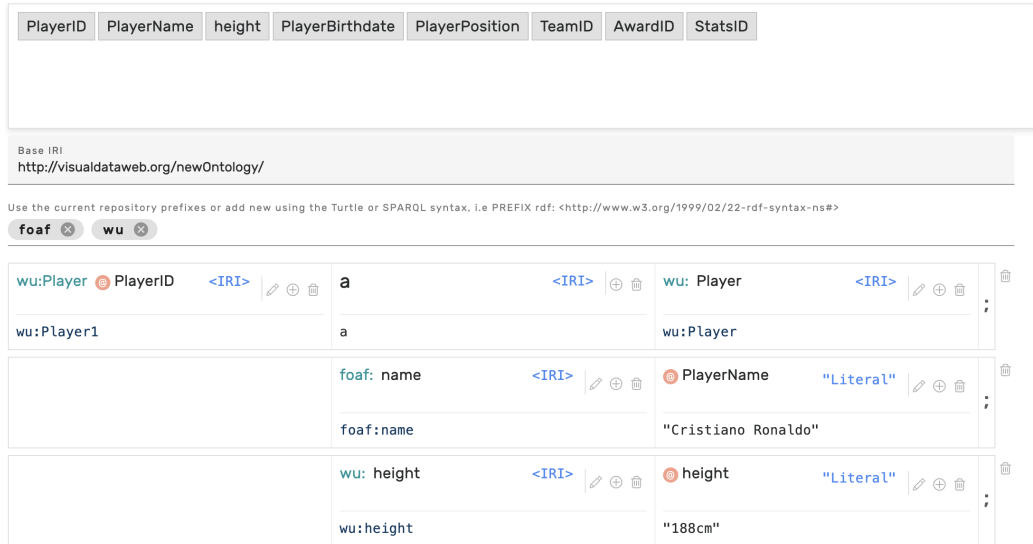 PlayerID PlayerName height PlayerBirthdate PlayerPosition TeamID AwardID StatsID
Base IRI
http://visualdataweb.org/newOntology/
Use the current repository prefixes or add new using the Turtle or SPARQL syntax, i.e PREFIX rdf: <http://www.w3.org/1999/02/22-rdf-syntax-ns#>
foaf wu
wu:Player @ PlayerID <IRI> a <IRI> wu: Player <IRI>
wu:Player1 a wu:Player ;
foaf: name <IRI> @ PlayerName "Literal"
foaf:name "Cristiano Ronaldo" ;
wu: height <IRI> @ height "Literal"
wu:height "188cm" ;